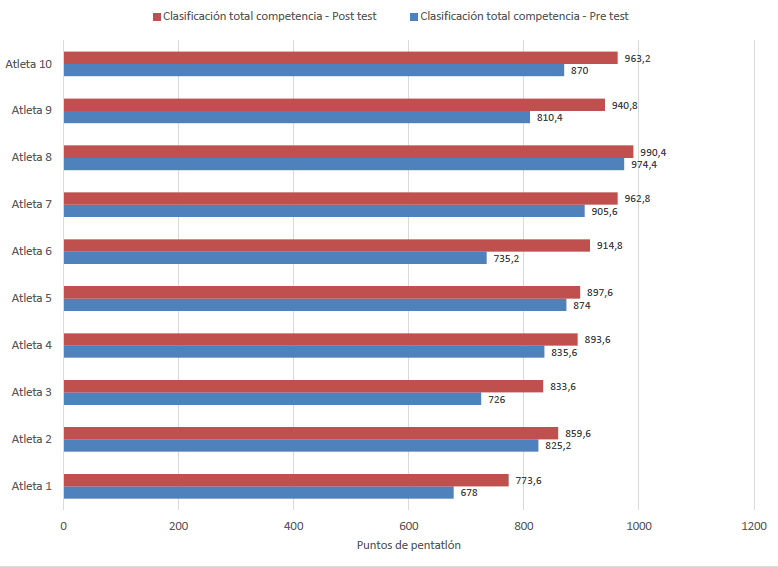 Clasificación total competencia - Post test
Clasificación total competencia - Pre test
Atleta 10
963,2
870
Atleta 9
940,8
810,4
Atleta 8
990,4
974,4
Atleta 7
962,8
905,6
Atleta 6
914,8
735,2
Atleta 5
897,6
874
Atleta 4
893,6
835,6
Atleta 3
833,6
726
Atleta 2
859,6
825,2
Atleta 1
773,6
678
0 200 400 600 800 1000 1200
Puntos de pentatlón